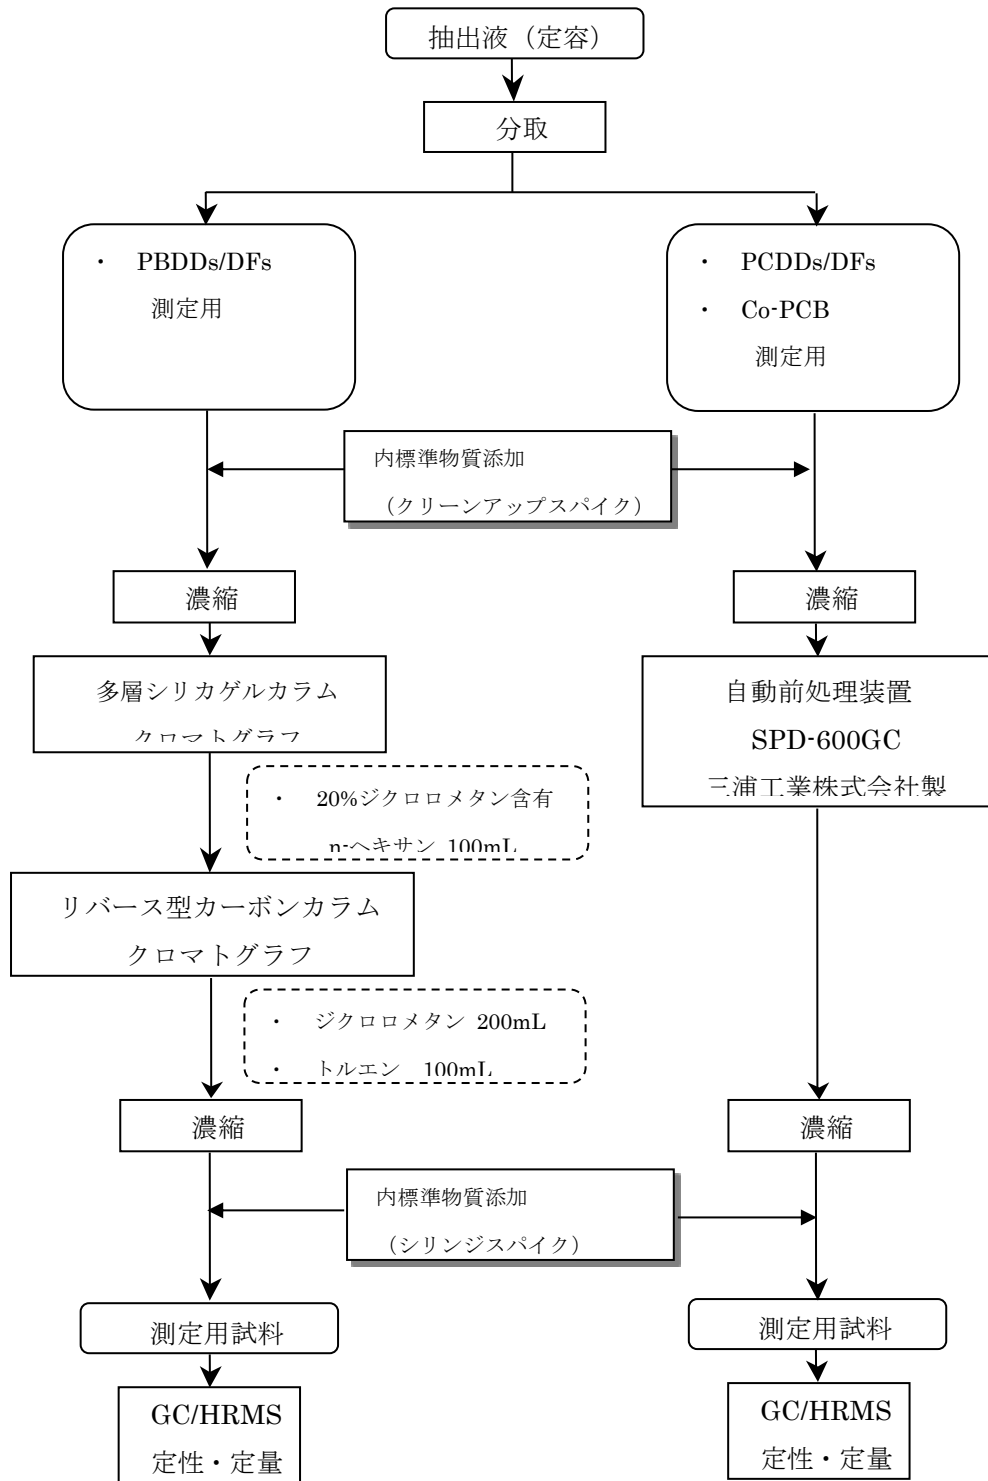 抽出液（定容）
分取
・ PBDDs/DFs
測定用
・ PCDDs/DFs
・ Co-PCB
測定用
内標準物質添加
（クリーンアップスパイク）
濃縮
濃縮
多層シリカゲルカラム
クロマトグラフ
自動前処理装置
SPD-600GC
三浦工業株式会社製
・ 20%ジクロロメタン含有
n-ヘキサン 100mL
リバース型カーボンカラム
クロマトグラフ
・ ジクロロメタン 200mL
・ トルエン 100mL
濃縮
濃縮
内標準物質添加
（シリンジスパイク）
測定用試料
測定用試料
GC/HRMS
定性・定量
GC/HRMS
定性・定量